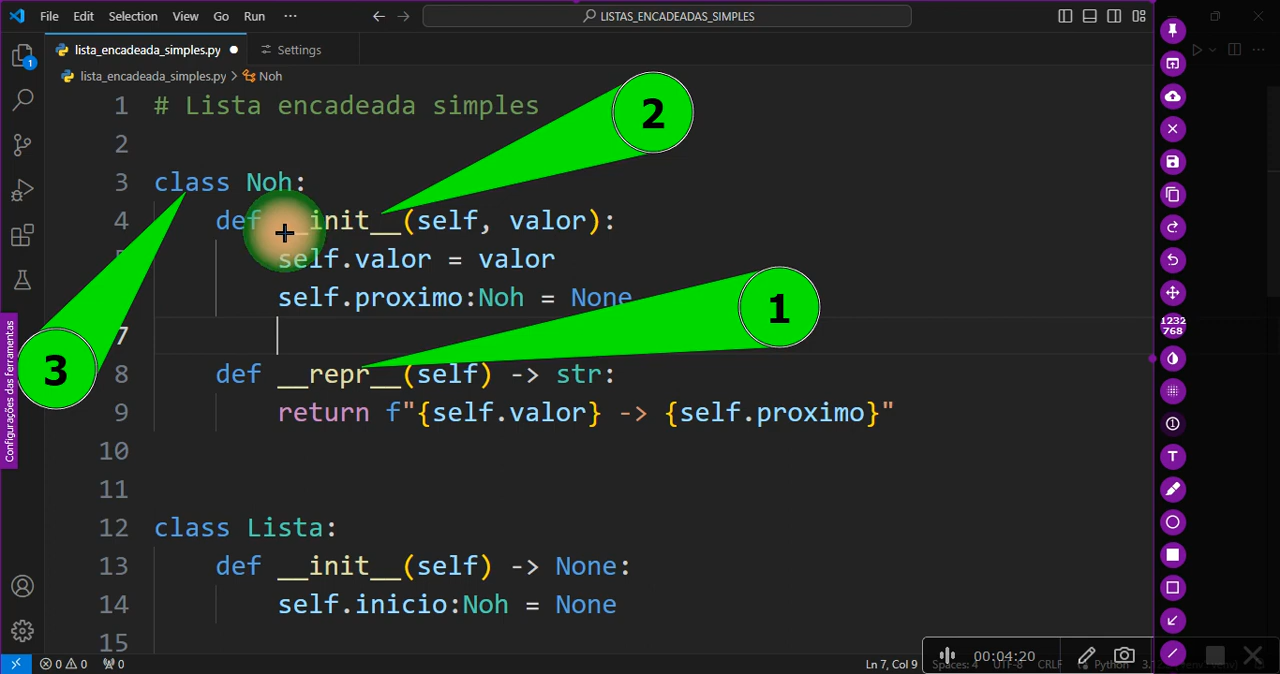 File Edit Selection View Go Run ···
LISTAS_ENCADEADAS_SIMPLES
lista_encadeada_simples.py
Settings
lista_encadeada_simples.py > Noh
1 # Lista encadeada simples
2
3 class Noh:
4 def __init__(self, valor):
self.valor = valor
self.proximo:Noh = None
7
8 def __repr__(self) -> str:
9 return f"{self.valor} -> {self.proximo}"
10
11
12 class Lista:
13 def __init__(self) -> None:
14 self.inicio:Noh = None
15
1
2
3
1
Configurações das ferramentas
1232
768
T
00:04:20
0 0 0
Ln 7, Col 9 Spaces: 4 UTF-8 CRLF Python